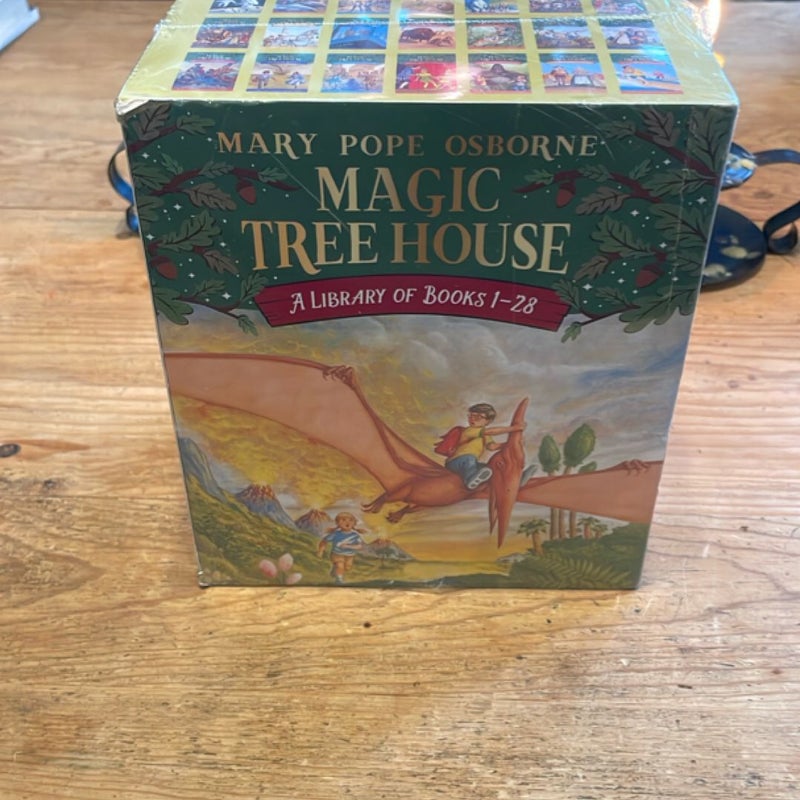 MARY POPE OSBORNE
MAGIC
TREE HOUSE
A LIBRARY OF BOOKS 1–28